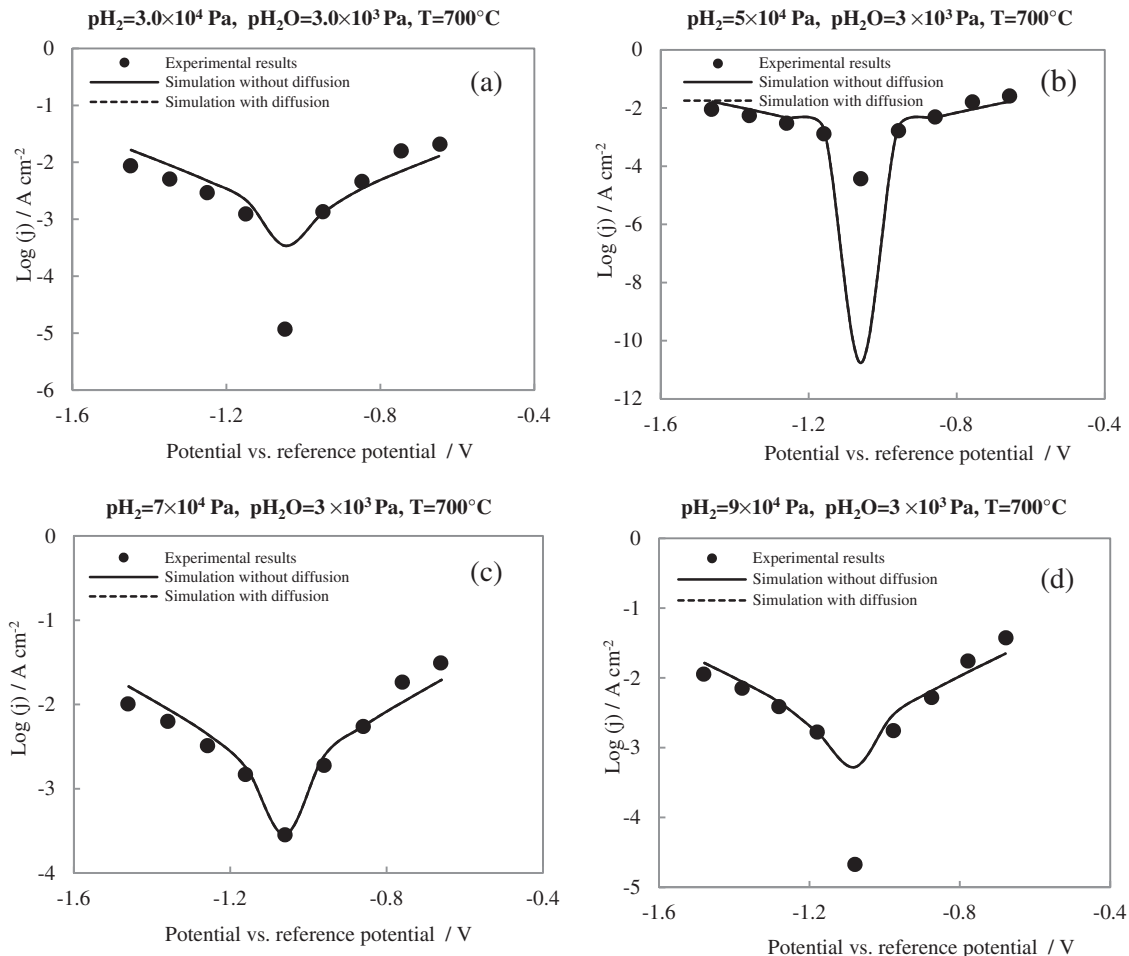 pH2=3.0×10⁴ Pa, pH2O=3.0×10³ Pa, T=700°C
(a)
Experimental results
Simulation without diffusion
Simulation with diffusion
0
-1
-2
-3
-4
-5
-6
-1.6 -1.2 -0.8 -0.4
Log (j) / A cm⁻²
Potential vs. reference potential / V
pH2=5×10⁴ Pa, pH2O=3 ×10³ Pa, T=700°C
(b)
Experimental results
Simulation without diffusion
Simulation with diffusion
0
-2
-4
-6
-8
-10
-12
-1.6 -1.2 -0.8 -0.4
Log (j) / A cm⁻²
Potential vs. reference potential / V
pH2=7×10⁴ Pa, pH2O=3 ×10³ Pa, T=700°C
(c)
Experimental results
Simulation without diffusion
Simulation with diffusion
0
-1
-2
-3
-4
-1.6 -1.2 -0.8 -0.4
Log (j) / A cm⁻²
Potential vs. reference potential / V
pH2=9×10⁴ Pa, pH2O=3 ×10³ Pa, T=700°C
(d)
Experimental results
Simulation without diffusion
Simulation with diffusion
0
-1
-2
-3
-4
-5
-1.6 -1.2 -0.8 -0.4
Log (j) / A cm⁻²
Potential vs. reference potential / V